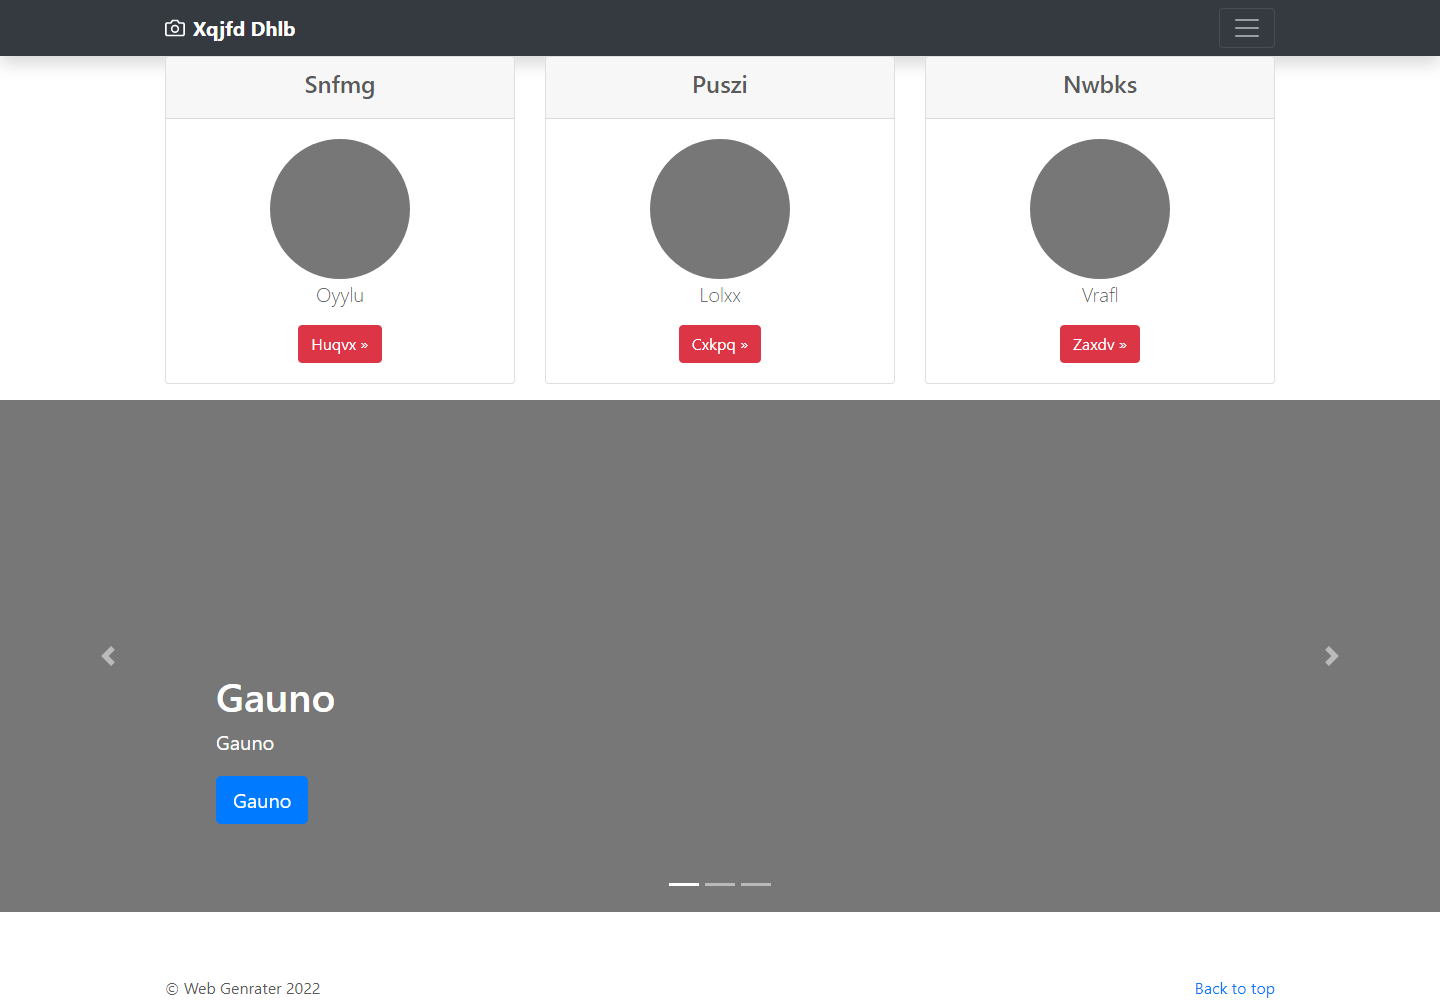 Xqjfd Dhlb
Snfmg
Oyylu
Huqvx »
Puszi
Lolxx
Cxkpq »
Nwbks
Vrafl
Zaxdv »
Gauno
Gauno
Gauno
© Web Genrater 2022
Back to top